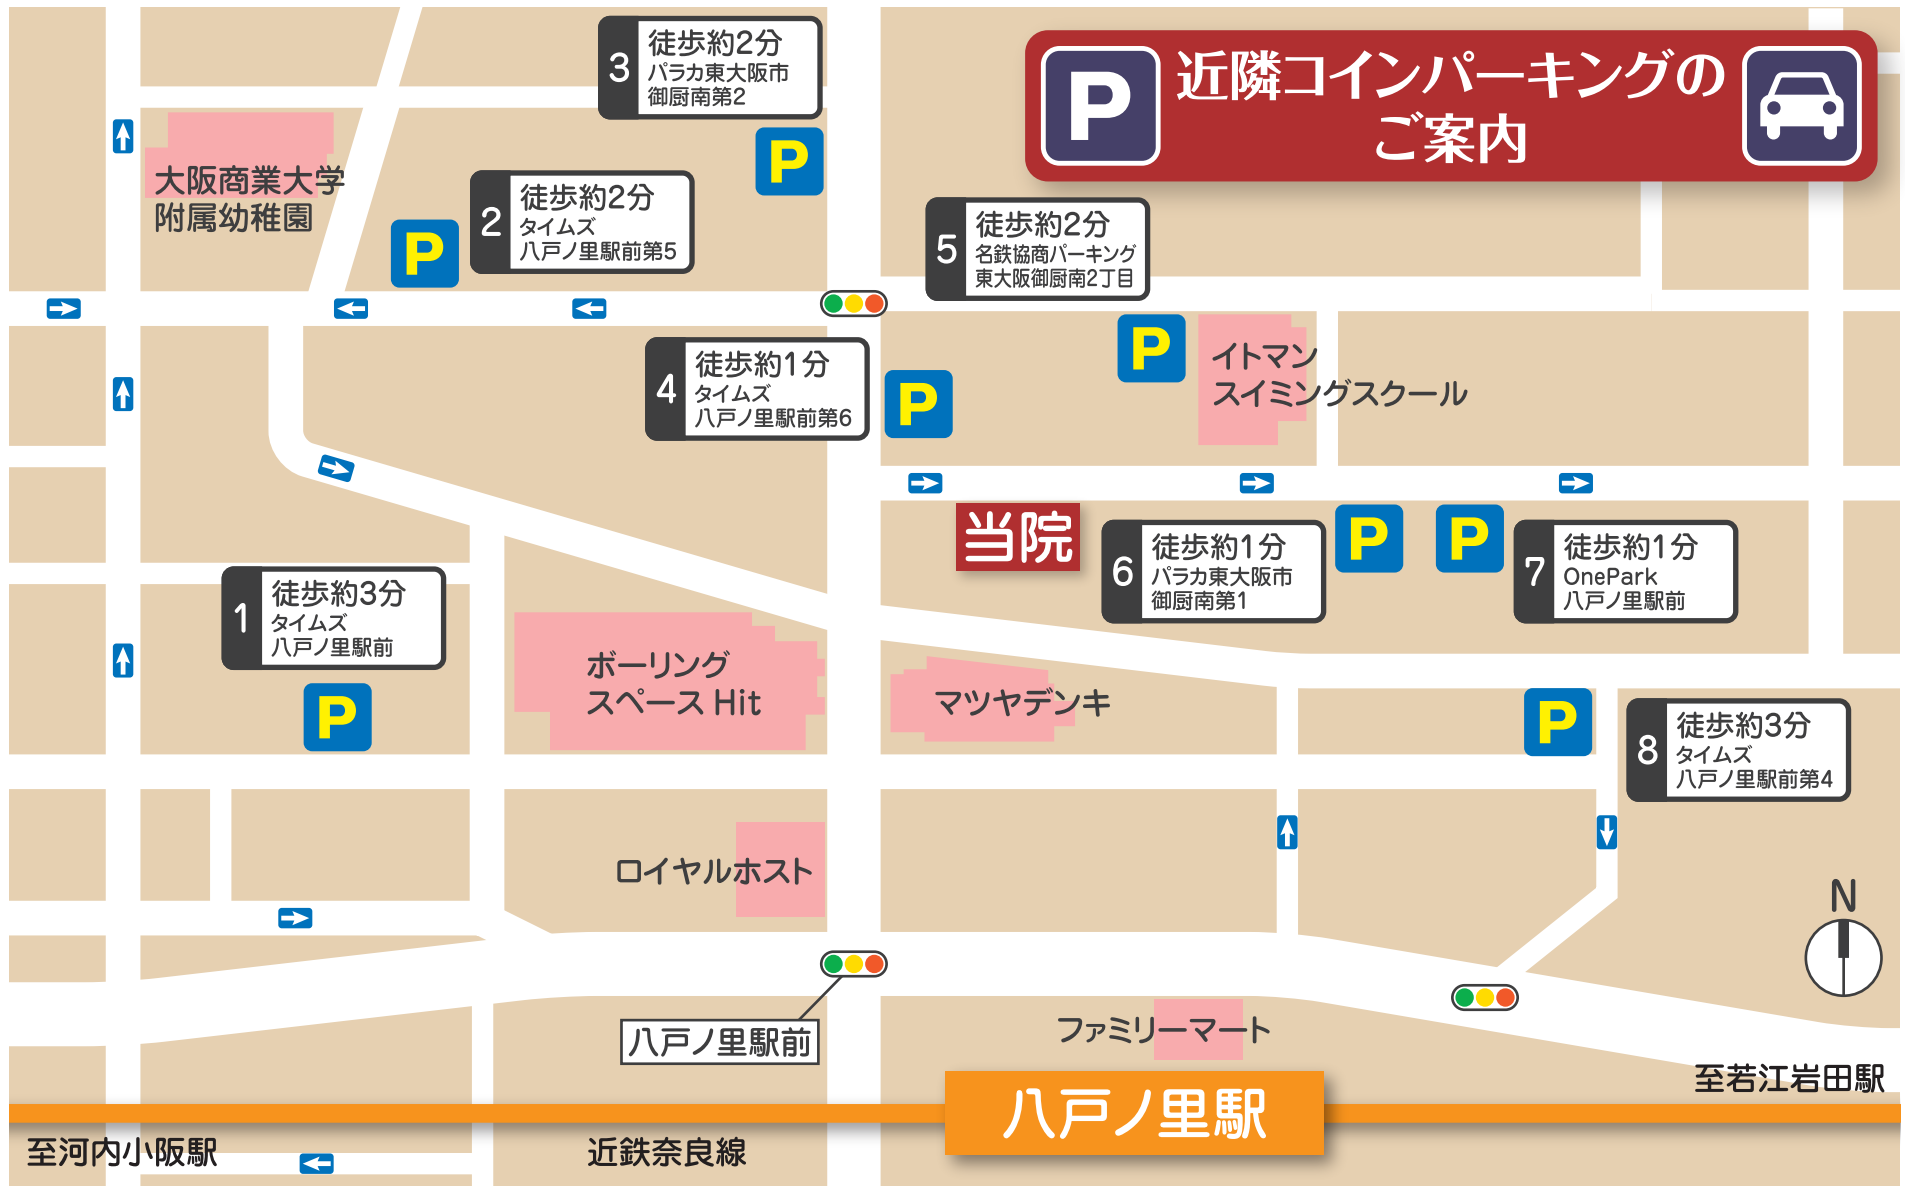 近隣コインパーキングの
ご案内
P
3
徒歩約2分
パラカ東大阪市
御厨南第2
P
大阪商業大学
附属幼稚園
2
徒歩約2分
タイムズ
八戸ノ里駅前第5
P
5
徒歩約2分
名鉄協商パーキング
東大阪御厨南2丁目
P
イトマン
スイミングスクール
4
徒歩約1分
タイムズ
八戸ノ里駅前第6
P
当院
6
徒歩約1分
パラカ東大阪市
御厨南第1
P
P
7
徒歩約1分
OnePark
八戸ノ里駅前
1
徒歩約3分
タイムズ
八戸ノ里駅前
P
ボーリング
スペース Hit
マツヤデンキ
P
8
徒歩約3分
タイムズ
八戸ノ里駅前第4
ロイヤルホスト
N
八戸ノ里駅前
ファミリーマート
至若江岩田駅
八戸ノ里駅
至河内小阪駅
近鉄奈良線